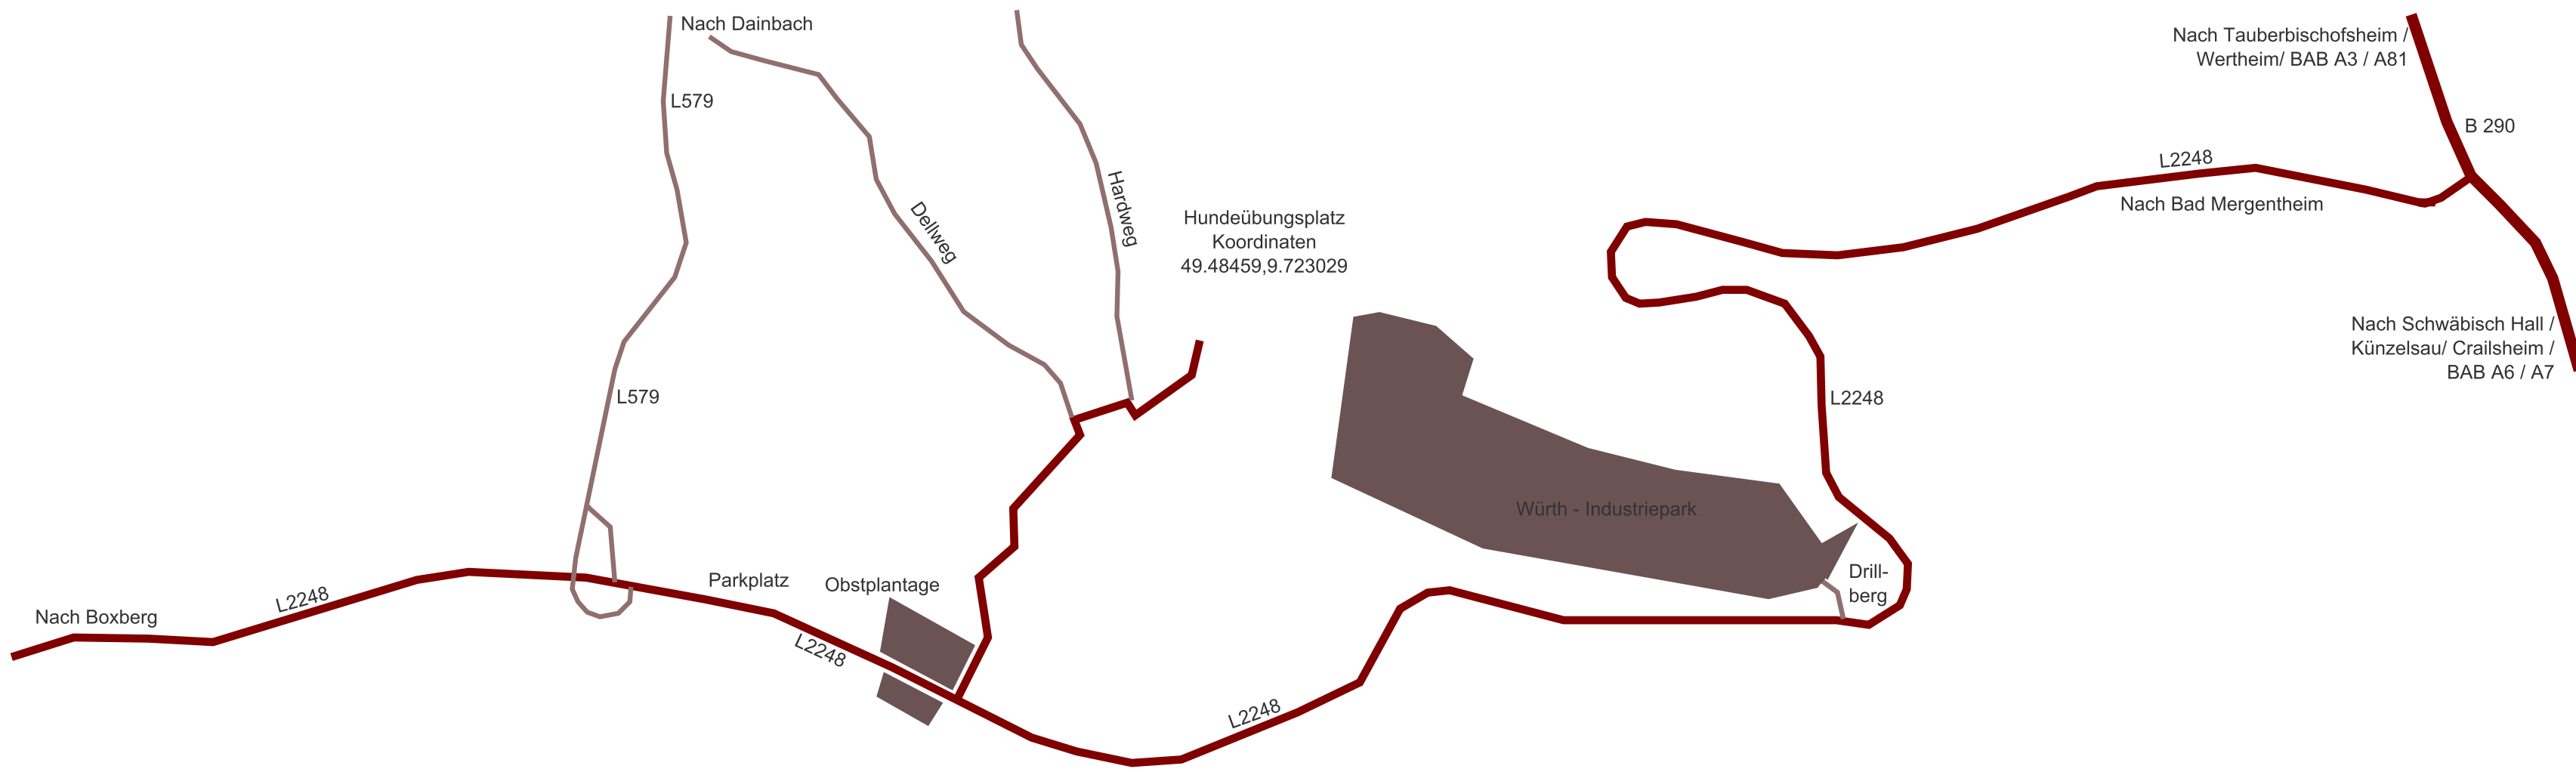 Nach Dainbach
L579
Dellweg
Hardweg
Hundeübungsplatz
Koordinaten
49.48459,9.723029
Nach Tauberbischofsheim /
Wertheim/ BAB A3 / A81
B 290
L2248
Nach Bad Mergentheim
Nach Schwäbisch Hall /
Künzelsau/ Crailsheim /
BAB A6 / A7
L579
L2248
Würth - Industriepark
Drill-
berg
Parkplatz
Obstplantage
L2248
Nach Boxberg
L2248
L2248